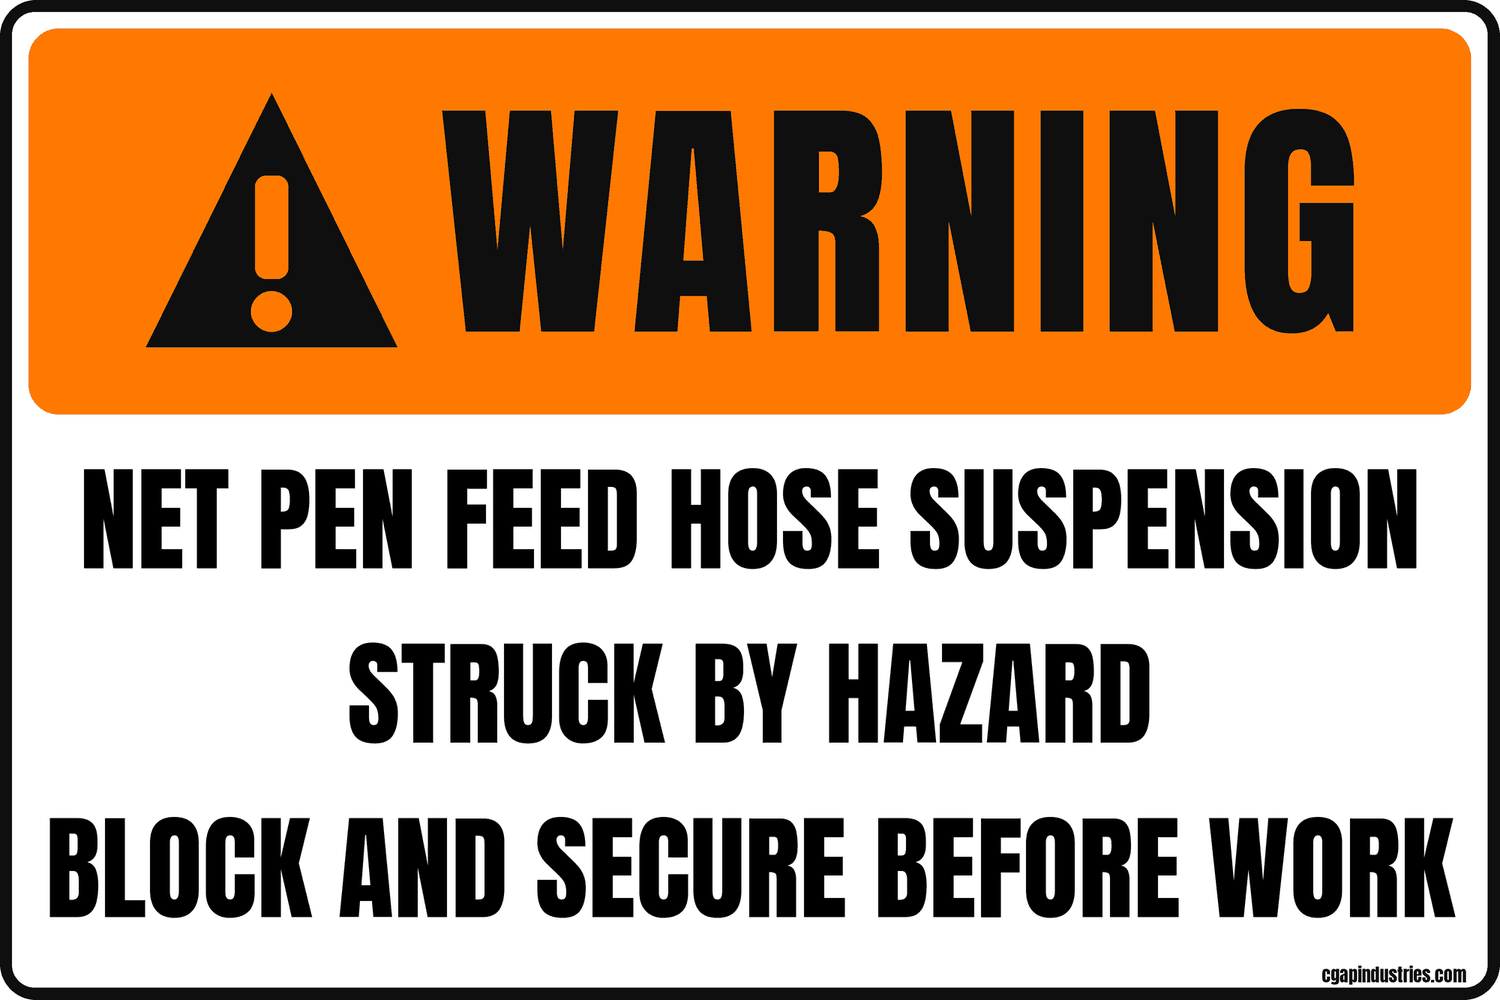 WARNING
NET PEN FEED HOSE SUSPENSION
STRUCK BY HAZARD
BLOCK AND SECURE BEFORE WORK
cgapindustries.com